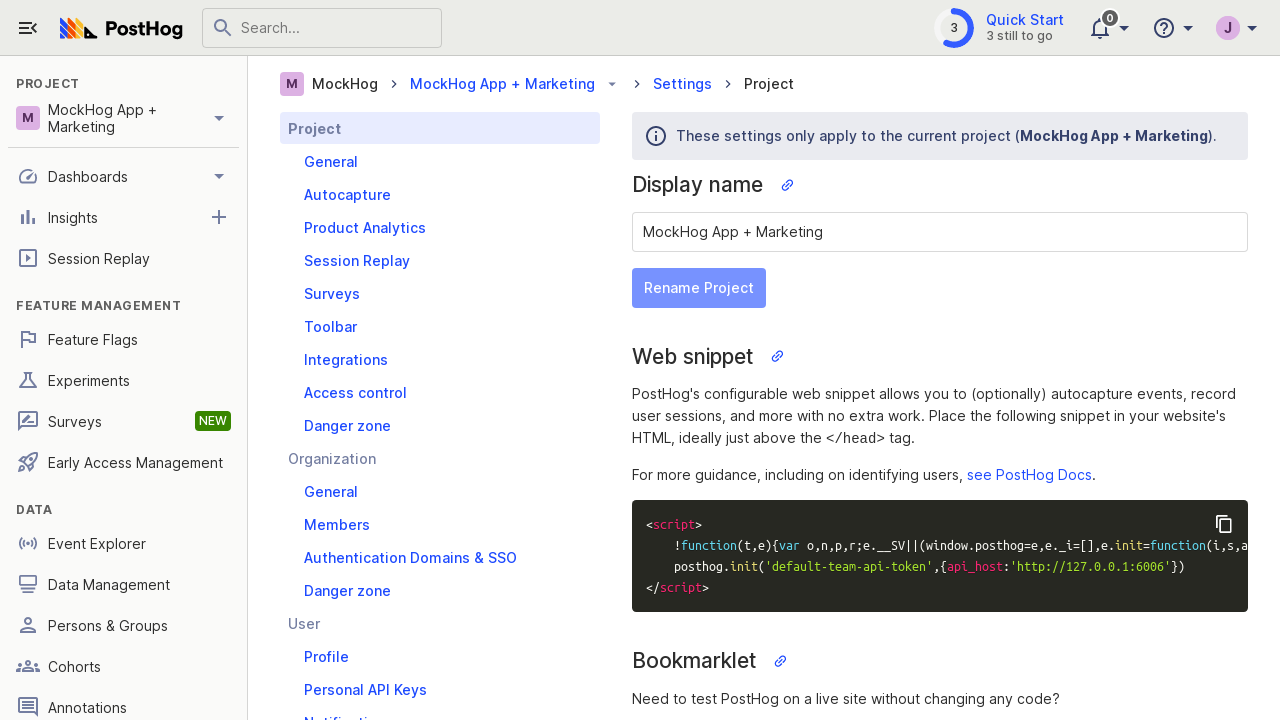 PostHog
Search...
3
Quick Start
3 still to go
0
J
PROJECT
M
MockHog App +
Marketing
Dashboards
Insights
Session Replay
FEATURE MANAGEMENT
Feature Flags
Experiments
Surveys
NEW
Early Access Management
DATA
Event Explorer
Data Management
Persons & Groups
Cohorts
Annotations
M
MockHog
MockHog App + Marketing
Settings
Project
Project
General
Autocapture
Product Analytics
Session Replay
Surveys
Toolbar
Integrations
Access control
Danger zone
Organization
General
Members
Authentication Domains & SSO
Danger zone
User
Profile
Personal API Keys
These settings only apply to the current project (MockHog App + Marketing).
Display name
MockHog App + Marketing
Rename Project
Web snippet
PostHog's configurable web snippet allows you to (optionally) autocapture events, record
user sessions, and more with no extra work. Place the following snippet in your website's
HTML, ideally just above the </head> tag.
For more guidance, including on identifying users, see PostHog Docs.
<script>
!function(t,e){var o,n,p,r;e.__SV||(window.posthog=e,e._i=[],e.init=function(i,s,a
posthog.init('default-team-api-token',{api_host:'http://127.0.0.1:6006'})
</script>
Bookmarklet
Need to test PostHog on a live site without changing any code?